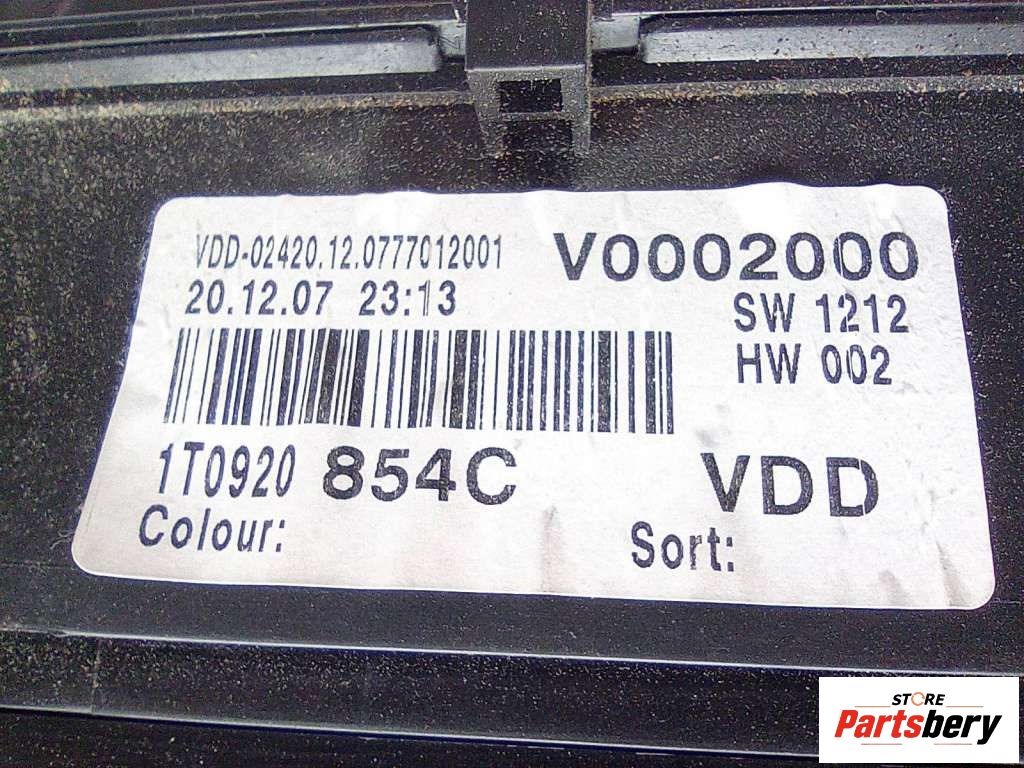 VDD-02420.12.0777012001
20.12.07 23:13
V0002000
SW 1212
HW 002
1T0920 854C
VDD
Colour:
Sort:
STORE
Partsbery